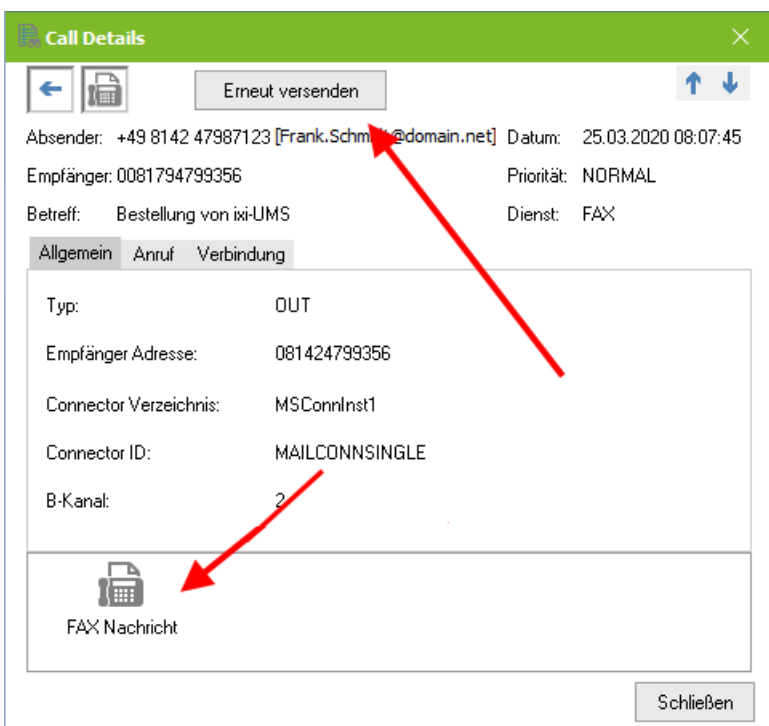 Call Details
Erneut versenden
Absender: +49 8142 47987123 [Frank.Schmidt@domain.net] Datum: 25.03.2020 08:07:45
Empfänger: 0081794799356 Priorität: NORMAL
Betreff: Bestellung von ixi-UMS Dienst: FAX
Allgemein Anruf Verbindung
Typ: OUT
Empfänger Adresse: 081424799356
Connector Verzeichnis: MSConnInst1
Connector ID: MAILCONNSINGLE
B-Kanal: 2
FAX Nachricht
Schließen